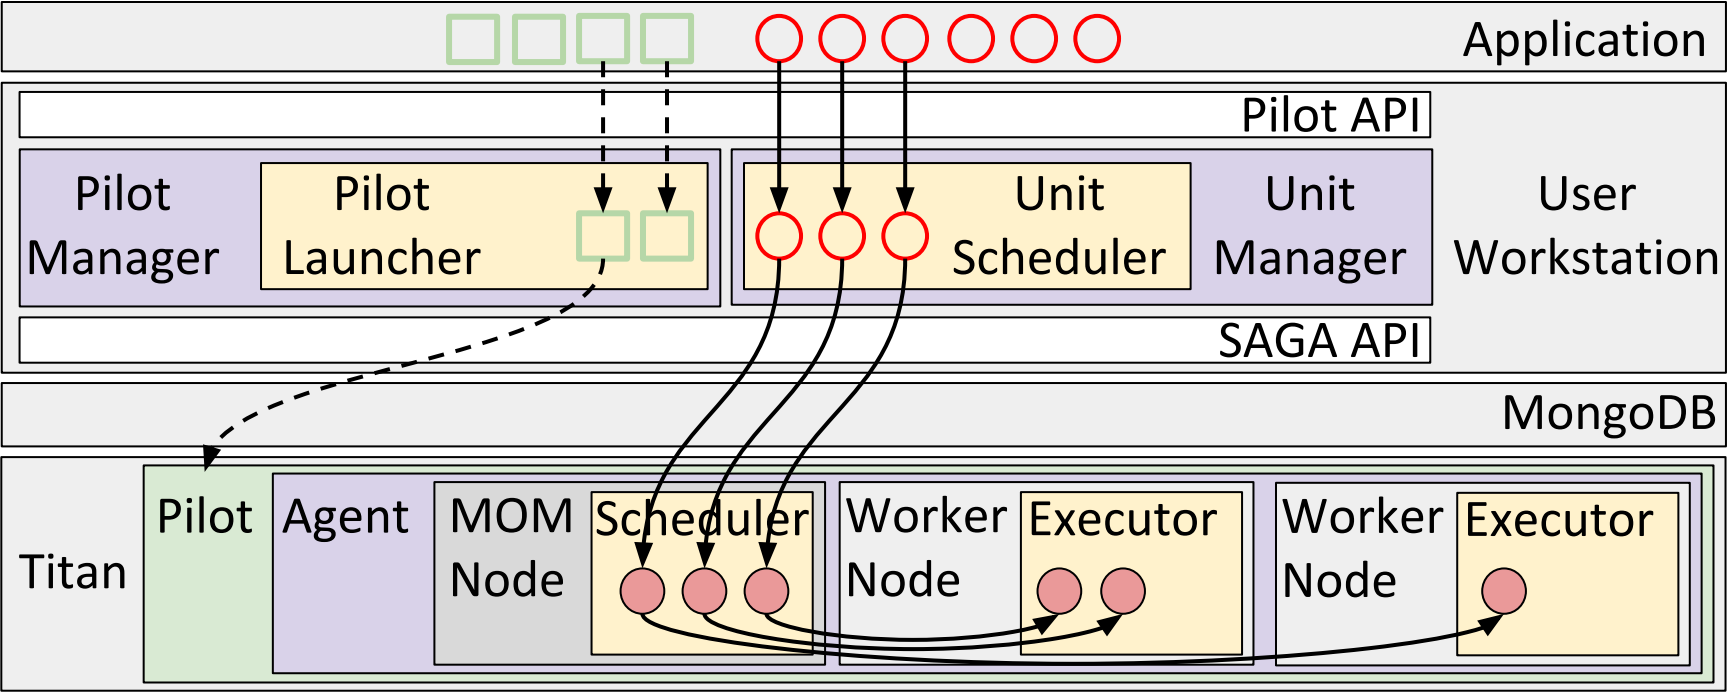 Application
Pilot API
Pilot
Manager
Pilot
Launcher
Unit
Scheduler
Unit
Manager
User
Workstation
SAGA API
MongoDB
Titan
Pilot
Agent
MOM
Node
Scheduler
Worker
Node
Executor
Worker
Node
Executor